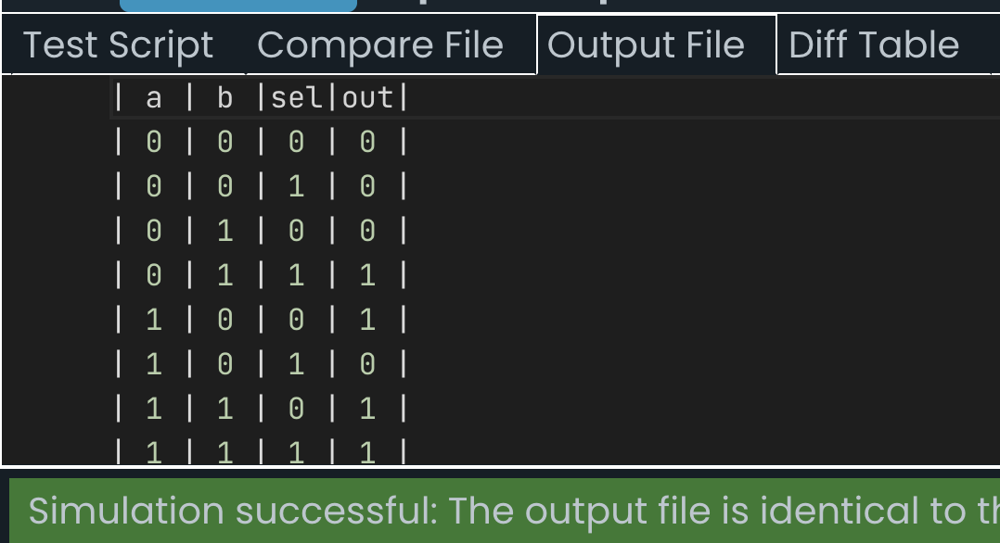 Test Script Compare File Output File Diff Table
| a | b |sel|out|
| 0 | 0 | 0 | 0 |
| 0 | 0 | 1 | 0 |
| 0 | 1 | 0 | 0 |
| 0 | 1 | 1 | 1 |
| 1 | 0 | 0 | 1 |
| 1 | 0 | 1 | 0 |
| 1 | 1 | 0 | 1 |
| 1 | 1 | 1 | 1 |
Simulation successful: The output file is identical to